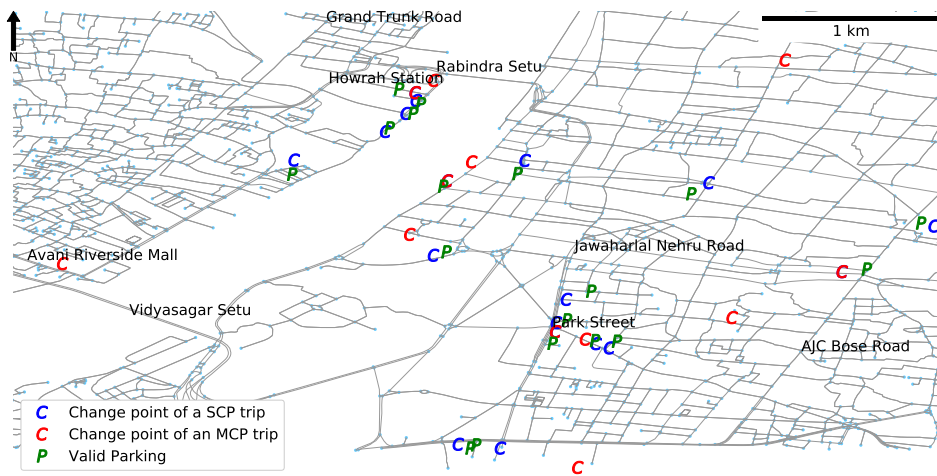 Grand Trunk Road
1 km
N
Rabindra Setu
Howrah Station
Jawaharlal Nehru Road
Avani Riverside Mall
Vidyasagar Setu
Park Street
AJC Bose Road
C Change point of a SCP trip
C Change point of an MCP trip
P Valid Parking